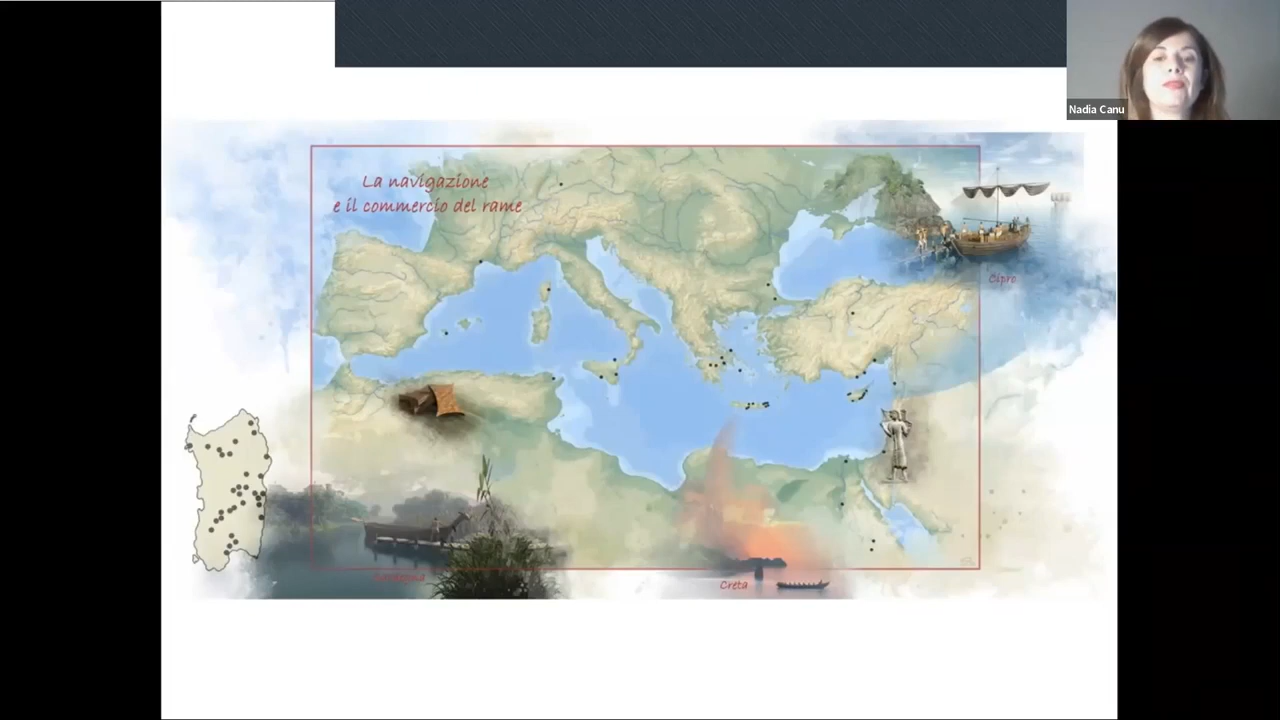 Nadia Canu
La navigazione
e il commercio del rame
Cipro
Creta